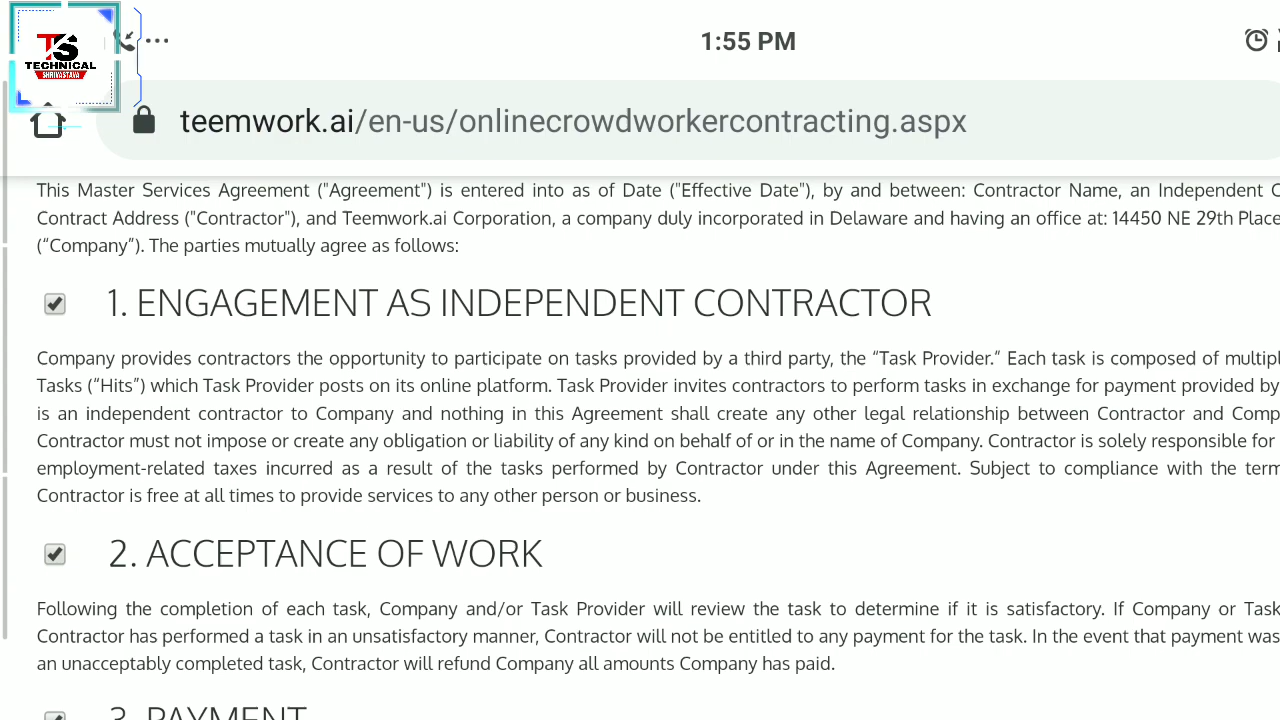 TS
TECHNICAL
SHRIVASTAVA
1:55 PM
teemwork.ai/en-us/onlinecrowdworkercontracting.aspx
This Master Services Agreement ("Agreement") is entered into as of Date ("Effective Date"), by and between: Contractor Name, an Independent
Contract Address ("Contractor"), and Teemwork.ai Corporation, a company duly incorporated in Delaware and having an office at: 14450 NE 29th Place
(“Company”). The parties mutually agree as follows:
1. ENGAGEMENT AS INDEPENDENT CONTRACTOR
Company provides contractors the opportunity to participate on tasks provided by a third party, the “Task Provider.” Each task is composed of
Tasks (“Hits”) which Task Provider posts on its online platform. Task Provider invites contractors to perform tasks in exchange for payment provided by
is an independent contractor to Company and nothing in this Agreement shall create any other legal relationship between Contractor and
Contractor must not impose or create any obligation or liability of any kind on behalf of or in the name of Company. Contractor is solely responsible for
employment-related taxes incurred as a result of the tasks performed by Contractor under this Agreement. Subject to compliance with the
Contractor is free at all times to provide services to any other person or business.
2. ACCEPTANCE OF WORK
Following the completion of each task, Company and/or Task Provider will review the task to determine if it is satisfactory. If Company or Task
Contractor has performed a task in an unsatisfactory manner, Contractor will not be entitled to any payment for the task. In the event that payment was
an unacceptably completed task, Contractor will refund Company all amounts Company has paid.
3. PAYMENT